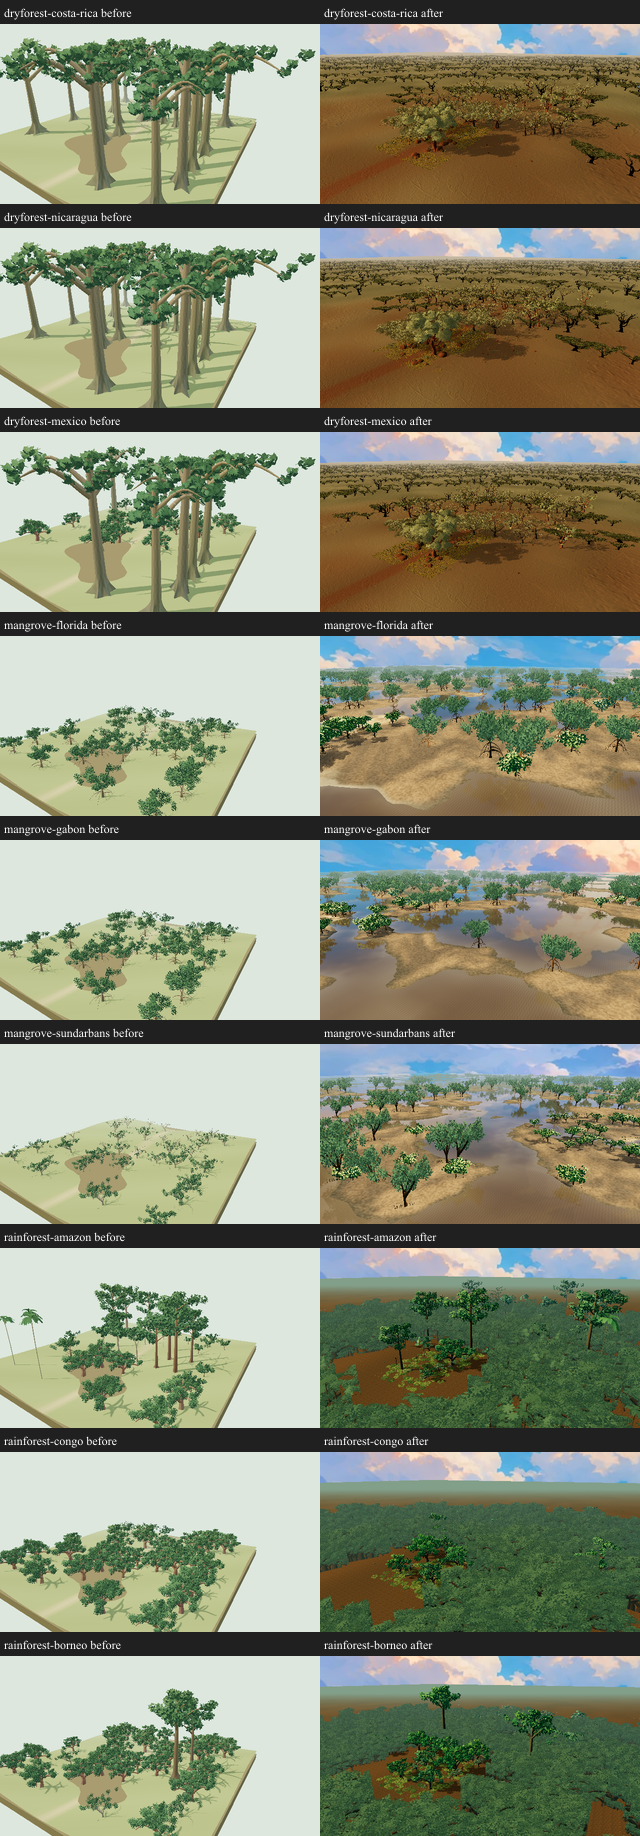 dryforest-costa-rica before
dryforest-costa-rica after
dryforest-nicaragua before
dryforest-nicaragua after
dryforest-mexico before
dryforest-mexico after
mangrove-florida before
mangrove-florida after
mangrove-gabon before
mangrove-gabon after
mangrove-sundarbans before
mangrove-sundarbans after
rainforest-amazon before
rainforest-amazon after
rainforest-congo before
rainforest-congo after
rainforest-borneo before
rainforest-borneo after